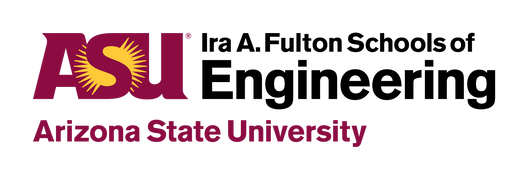 ASU® Ira A. Fulton Schools of
Engineering
Arizona State University